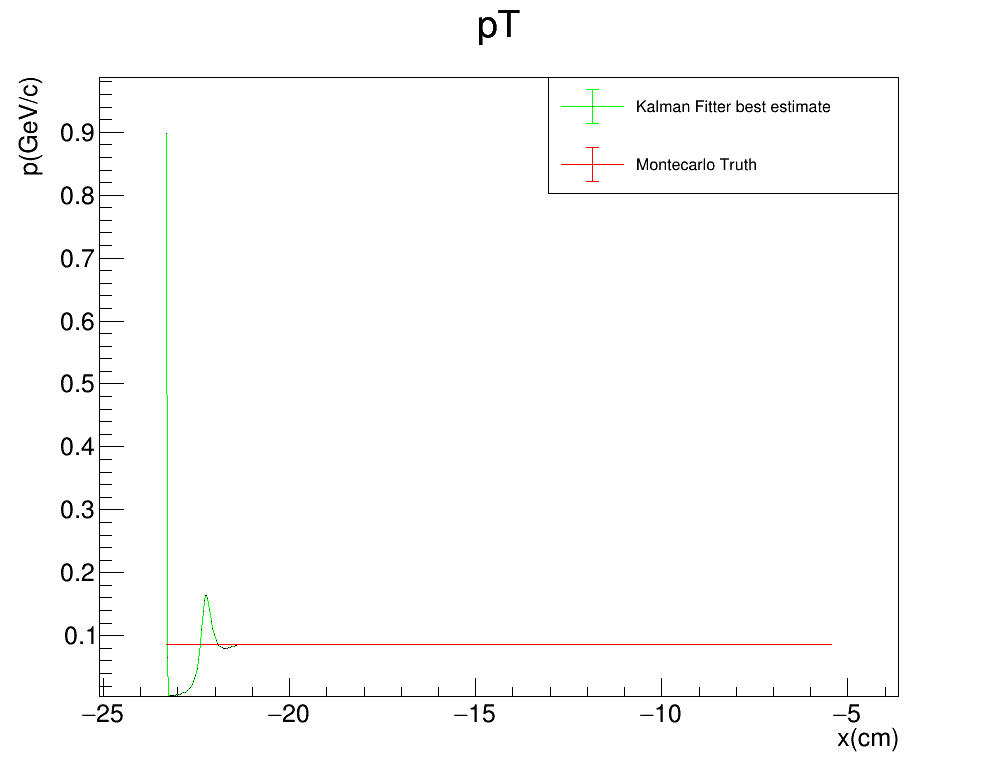 pT
p(GeV/c)
Kalman Fitter best estimate
Montecarlo Truth
0.9
0.8
0.7
0.6
0.5
0.4
0.3
0.2
0.1
−25 −20 −15 −10 −5
x(cm)